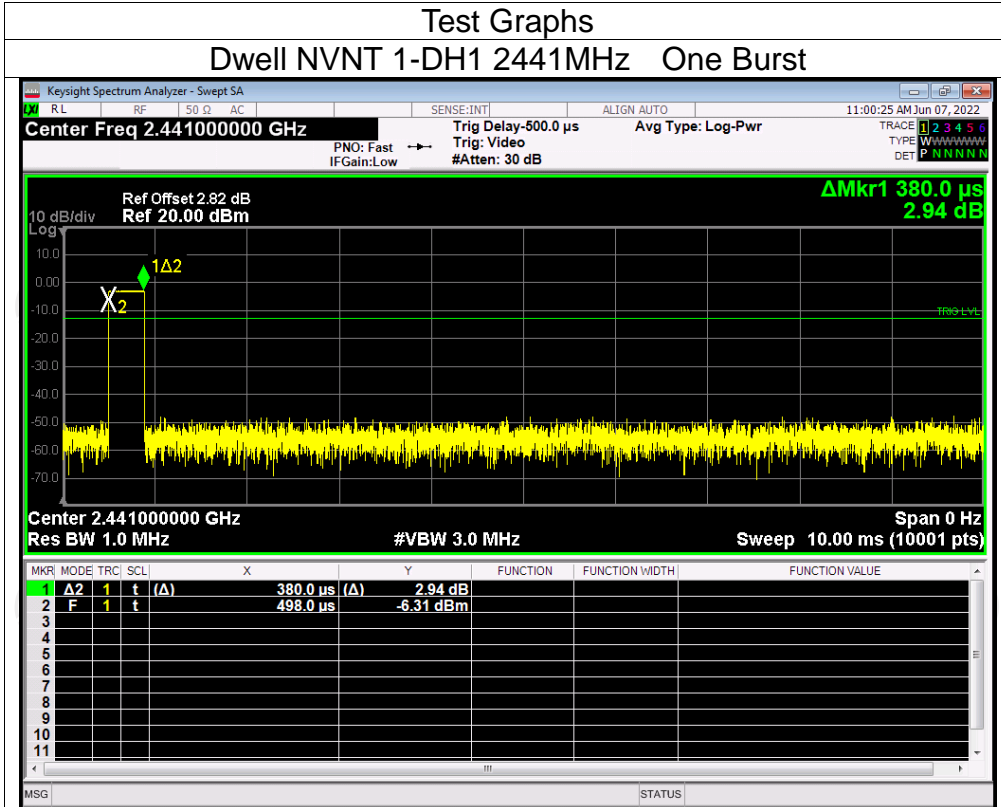 Test Graphs
Dwell NVNT 1-DH1 2441MHz One Burst
Keysight Spectrum Analyzer - Swept SA
LXI RL RF 50 Ω AC SENSE:INT ALIGN AUTO 11:00:25 AM Jun 07, 2022
Center Freq 2.441000000 GHz
PNO: Fast
IFGain:Low
Trig Delay-500.0 µs
Trig: Video
#Atten: 30 dB
Avg Type: Log-Pwr
TRACE 1 2 3 4 5 6
TYPE WWWWWW
DET P N N N N N
ΔMkr1 380.0 µs
2.94 dB
Ref Offset 2.82 dB
10 dB/div Ref 20.00 dBm
Log
10.0
1Δ2
0.00
X2
-10.0
TRIG LVL
-20.0
-30.0
-40.0
-50.0
-60.0
-70.0
Center 2.441000000 GHz Span 0 Hz
Res BW 1.0 MHz #VBW 3.0 MHz Sweep 10.00 ms (10001 pts)
MKR MODE TRC SCL X Y FUNCTION FUNCTION WIDTH FUNCTION VALUE
1 Δ2 1 t (Δ) 380.0 µs (Δ) 2.94 dB
2 F 1 t 498.0 µs -6.31 dBm
3
4
5
6
7
8
9
10
11
MSG STATUS